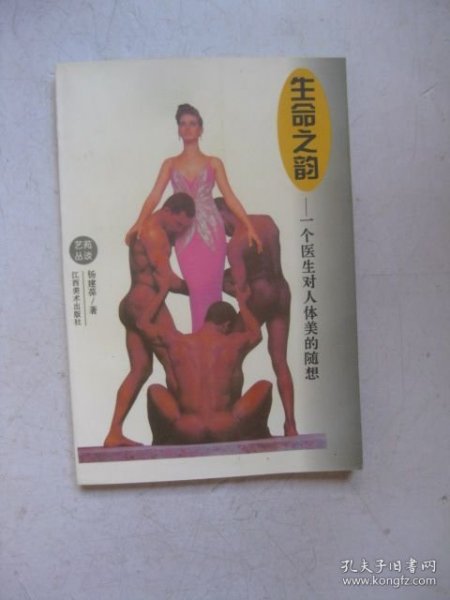 生命之韵
——一个医生对人体美的随想
艺苑
丛谈
杨建葆/著
江西美术出版社
孔夫子旧书网
www.kongfz.com